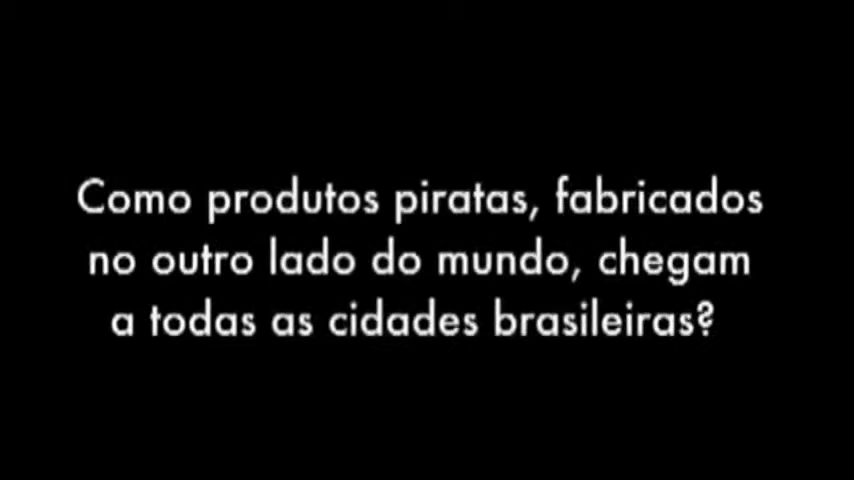 Como produtos piratas, fabricados
no outro lado do mundo, chegam
a todas as cidades brasileiras?